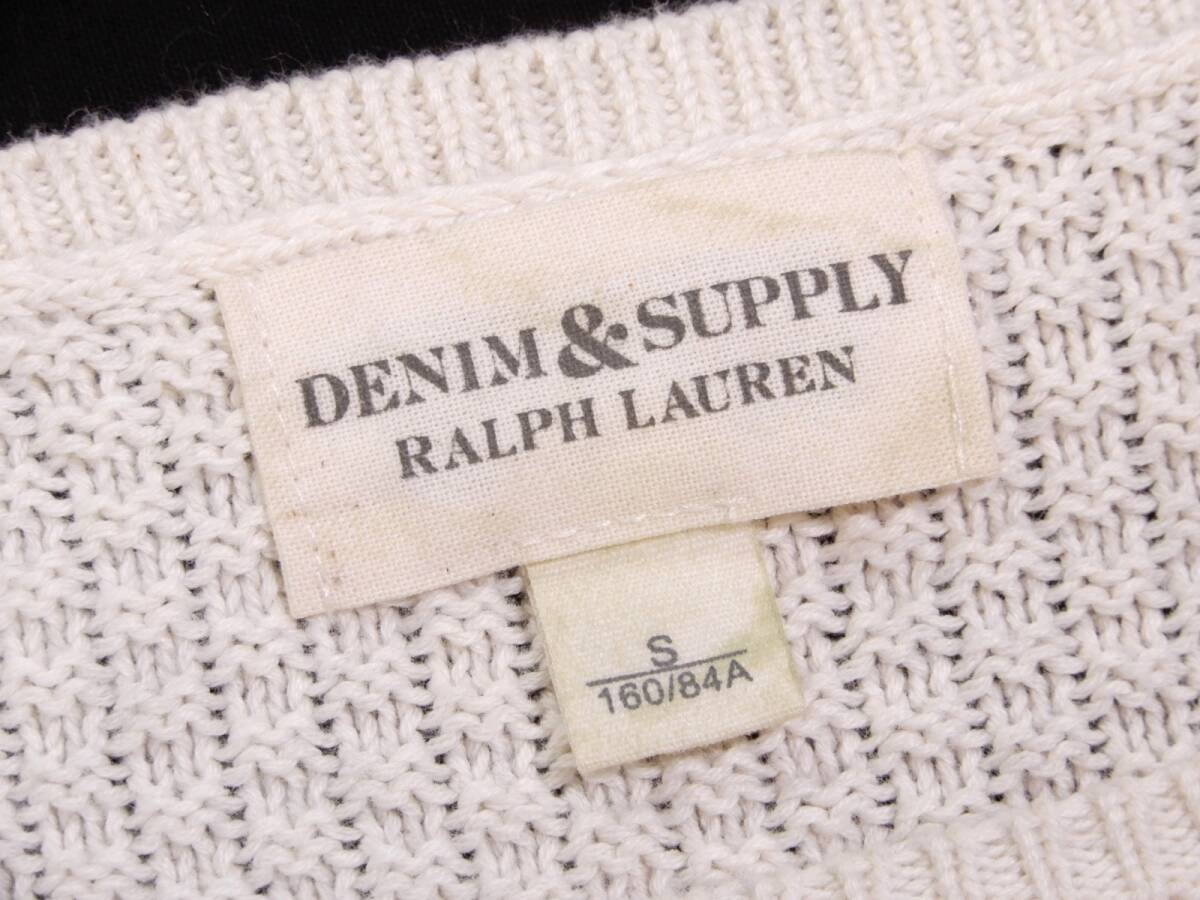 DENIM & SUPPLY
RALPH LAUREN
S
160/84A